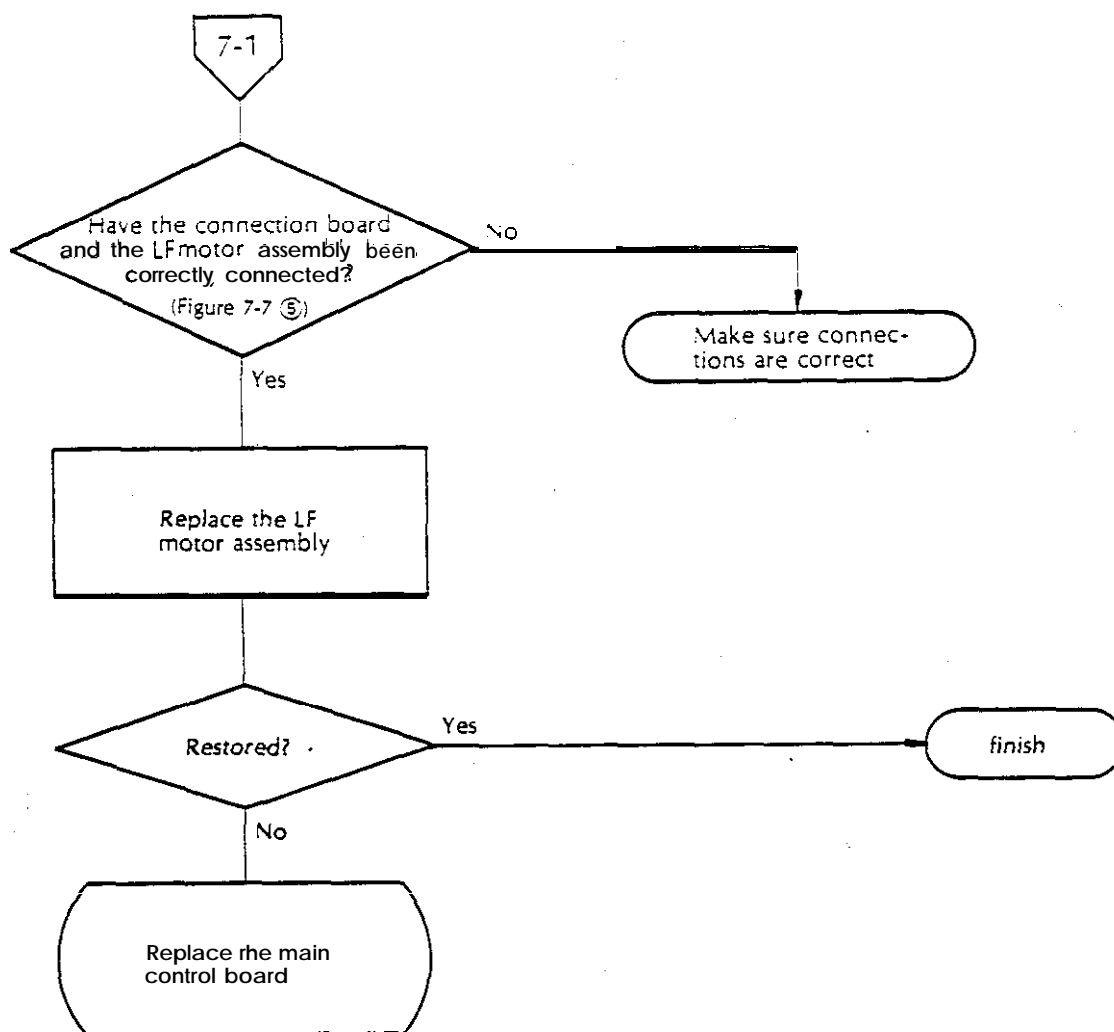 7-1
Have the connection board
and the LF motor assembly been
correctly, connected?
(Figure 7-7 ⑤)
No
Make sure connec-
tions are correct
Yes
Replace the LF
motor assembly
Restored?
Yes
finish
No
Replace rhe main
control board